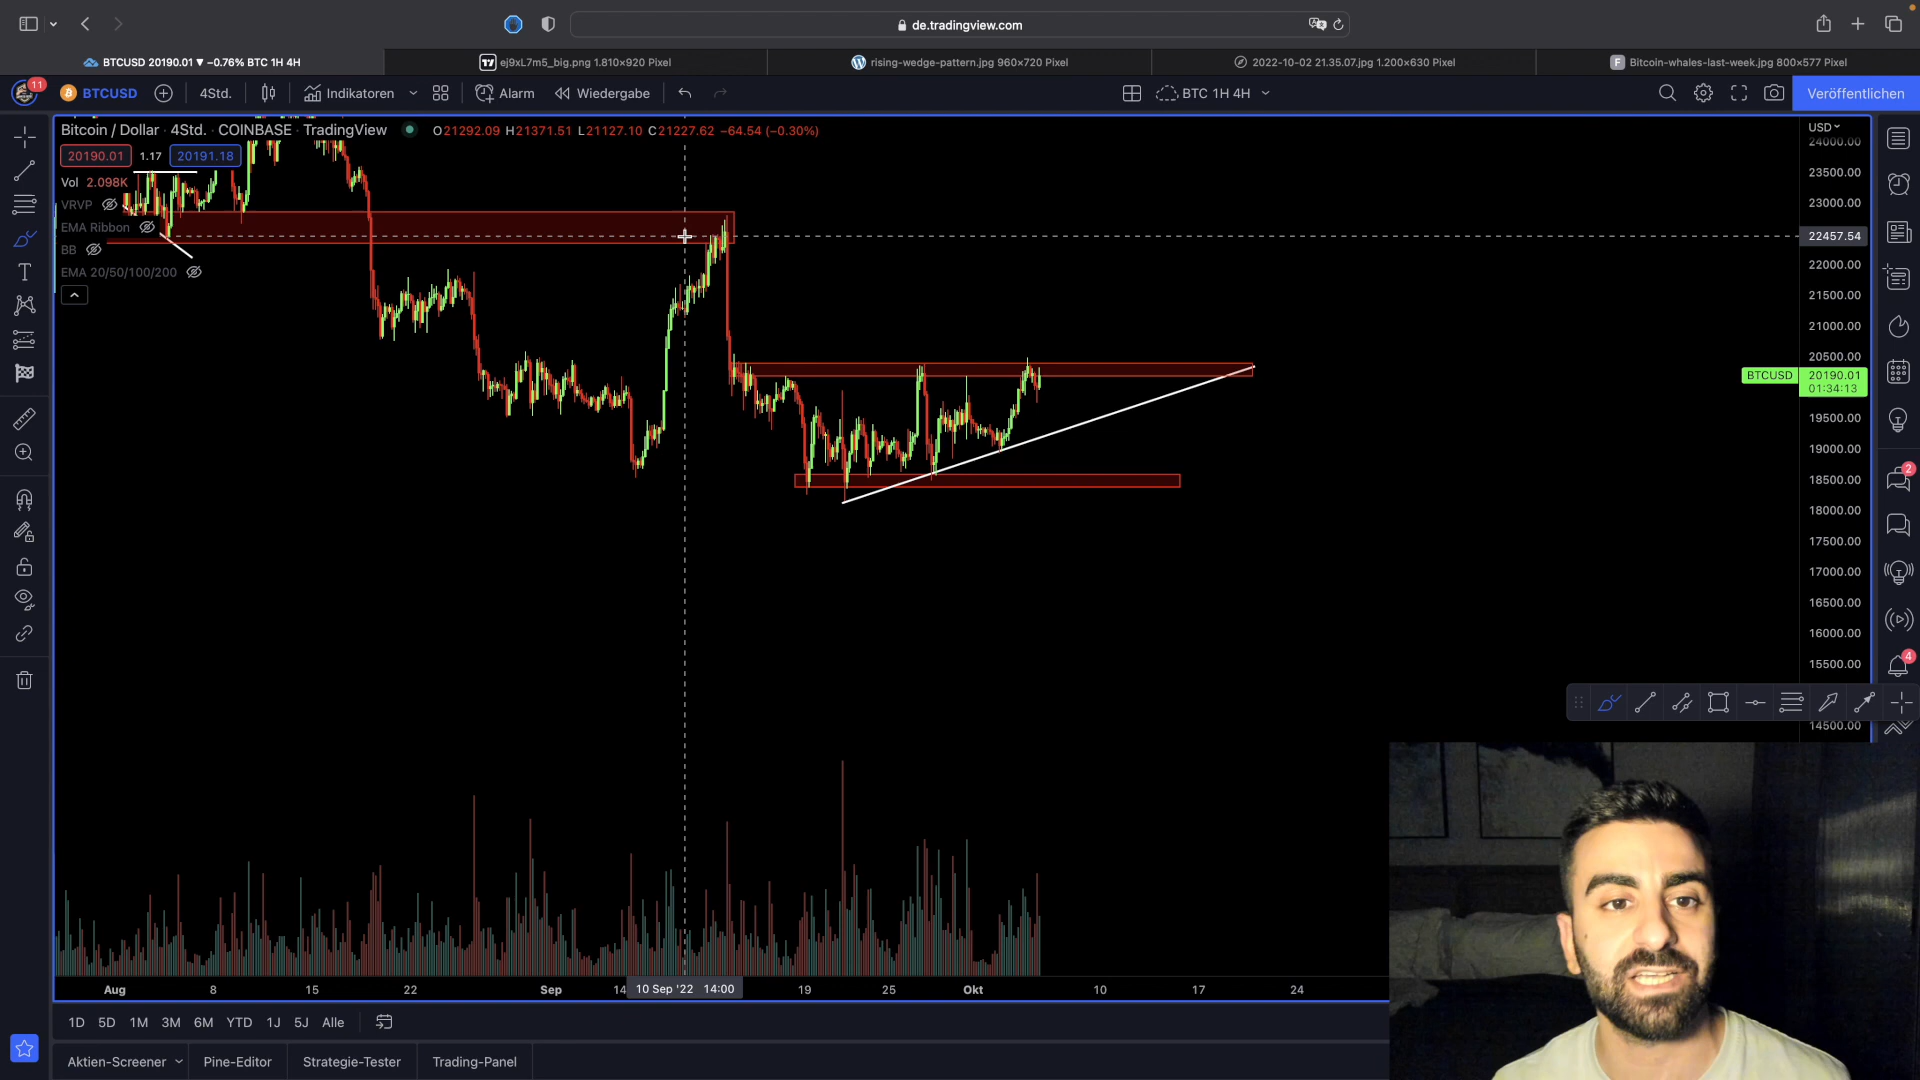 de.tradingview.com
BTCUSD 20190.01 ▼ −0.76% BTC 1H 4H
ej9xL7m5_big.png 1.810×920 Pixel
rising-wedge-pattern.jpg 960×720 Pixel
2022-10-02 21.35.07.jpg 1.200×630 Pixel
F Bitcoin-whales-last-week.jpg 800×577 Pixel
11
BTCUSD
4Std.
Indikatoren
Alarm
Wiedergabe
BTC 1H 4H
Veröffentlichen
Bitcoin / Dollar · 4Std. · COINBASE · TradingView
O21292.09 H21371.51 L21127.10 C21227.62 −64.54 (−0.30%)
20190.01 1.17 20191.18
Vol 2.098K
VRVP
EMA Ribbon
BB
EMA 20/50/100/200
USD
24000.00
23500.00
23000.00
22457.54
22000.00
21500.00
21000.00
20500.00
BTCUSD 20190.01
01:34:13
19500.00
19000.00
18500.00
18000.00
17500.00
17000.00
16500.00
16000.00
15500.00
14500.00
2
4
Aug 8 15 22 Sep 14 10 Sep '22 14:00 19 25 Okt 10 17 24
1D 5D 1M 3M 6M YTD 1J 5J Alle
Aktien-Screener
Pine-Editor
Strategie-Tester
Trading-Panel